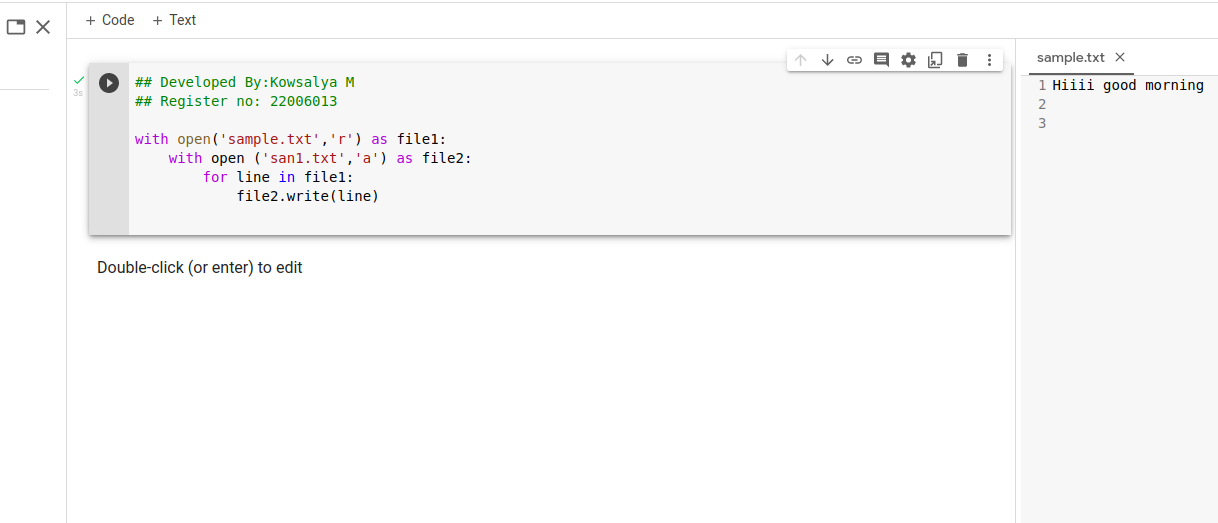 + Code + Text
3s
## Developed By:Kowsalya M
## Register no: 22006013
with open('sample.txt','r') as file1:
    with open ('san1.txt','a') as file2:
        for line in file1:
            file2.write(line)
Double-click (or enter) to edit
sample.txt
1 Hiiii good morning
2
3